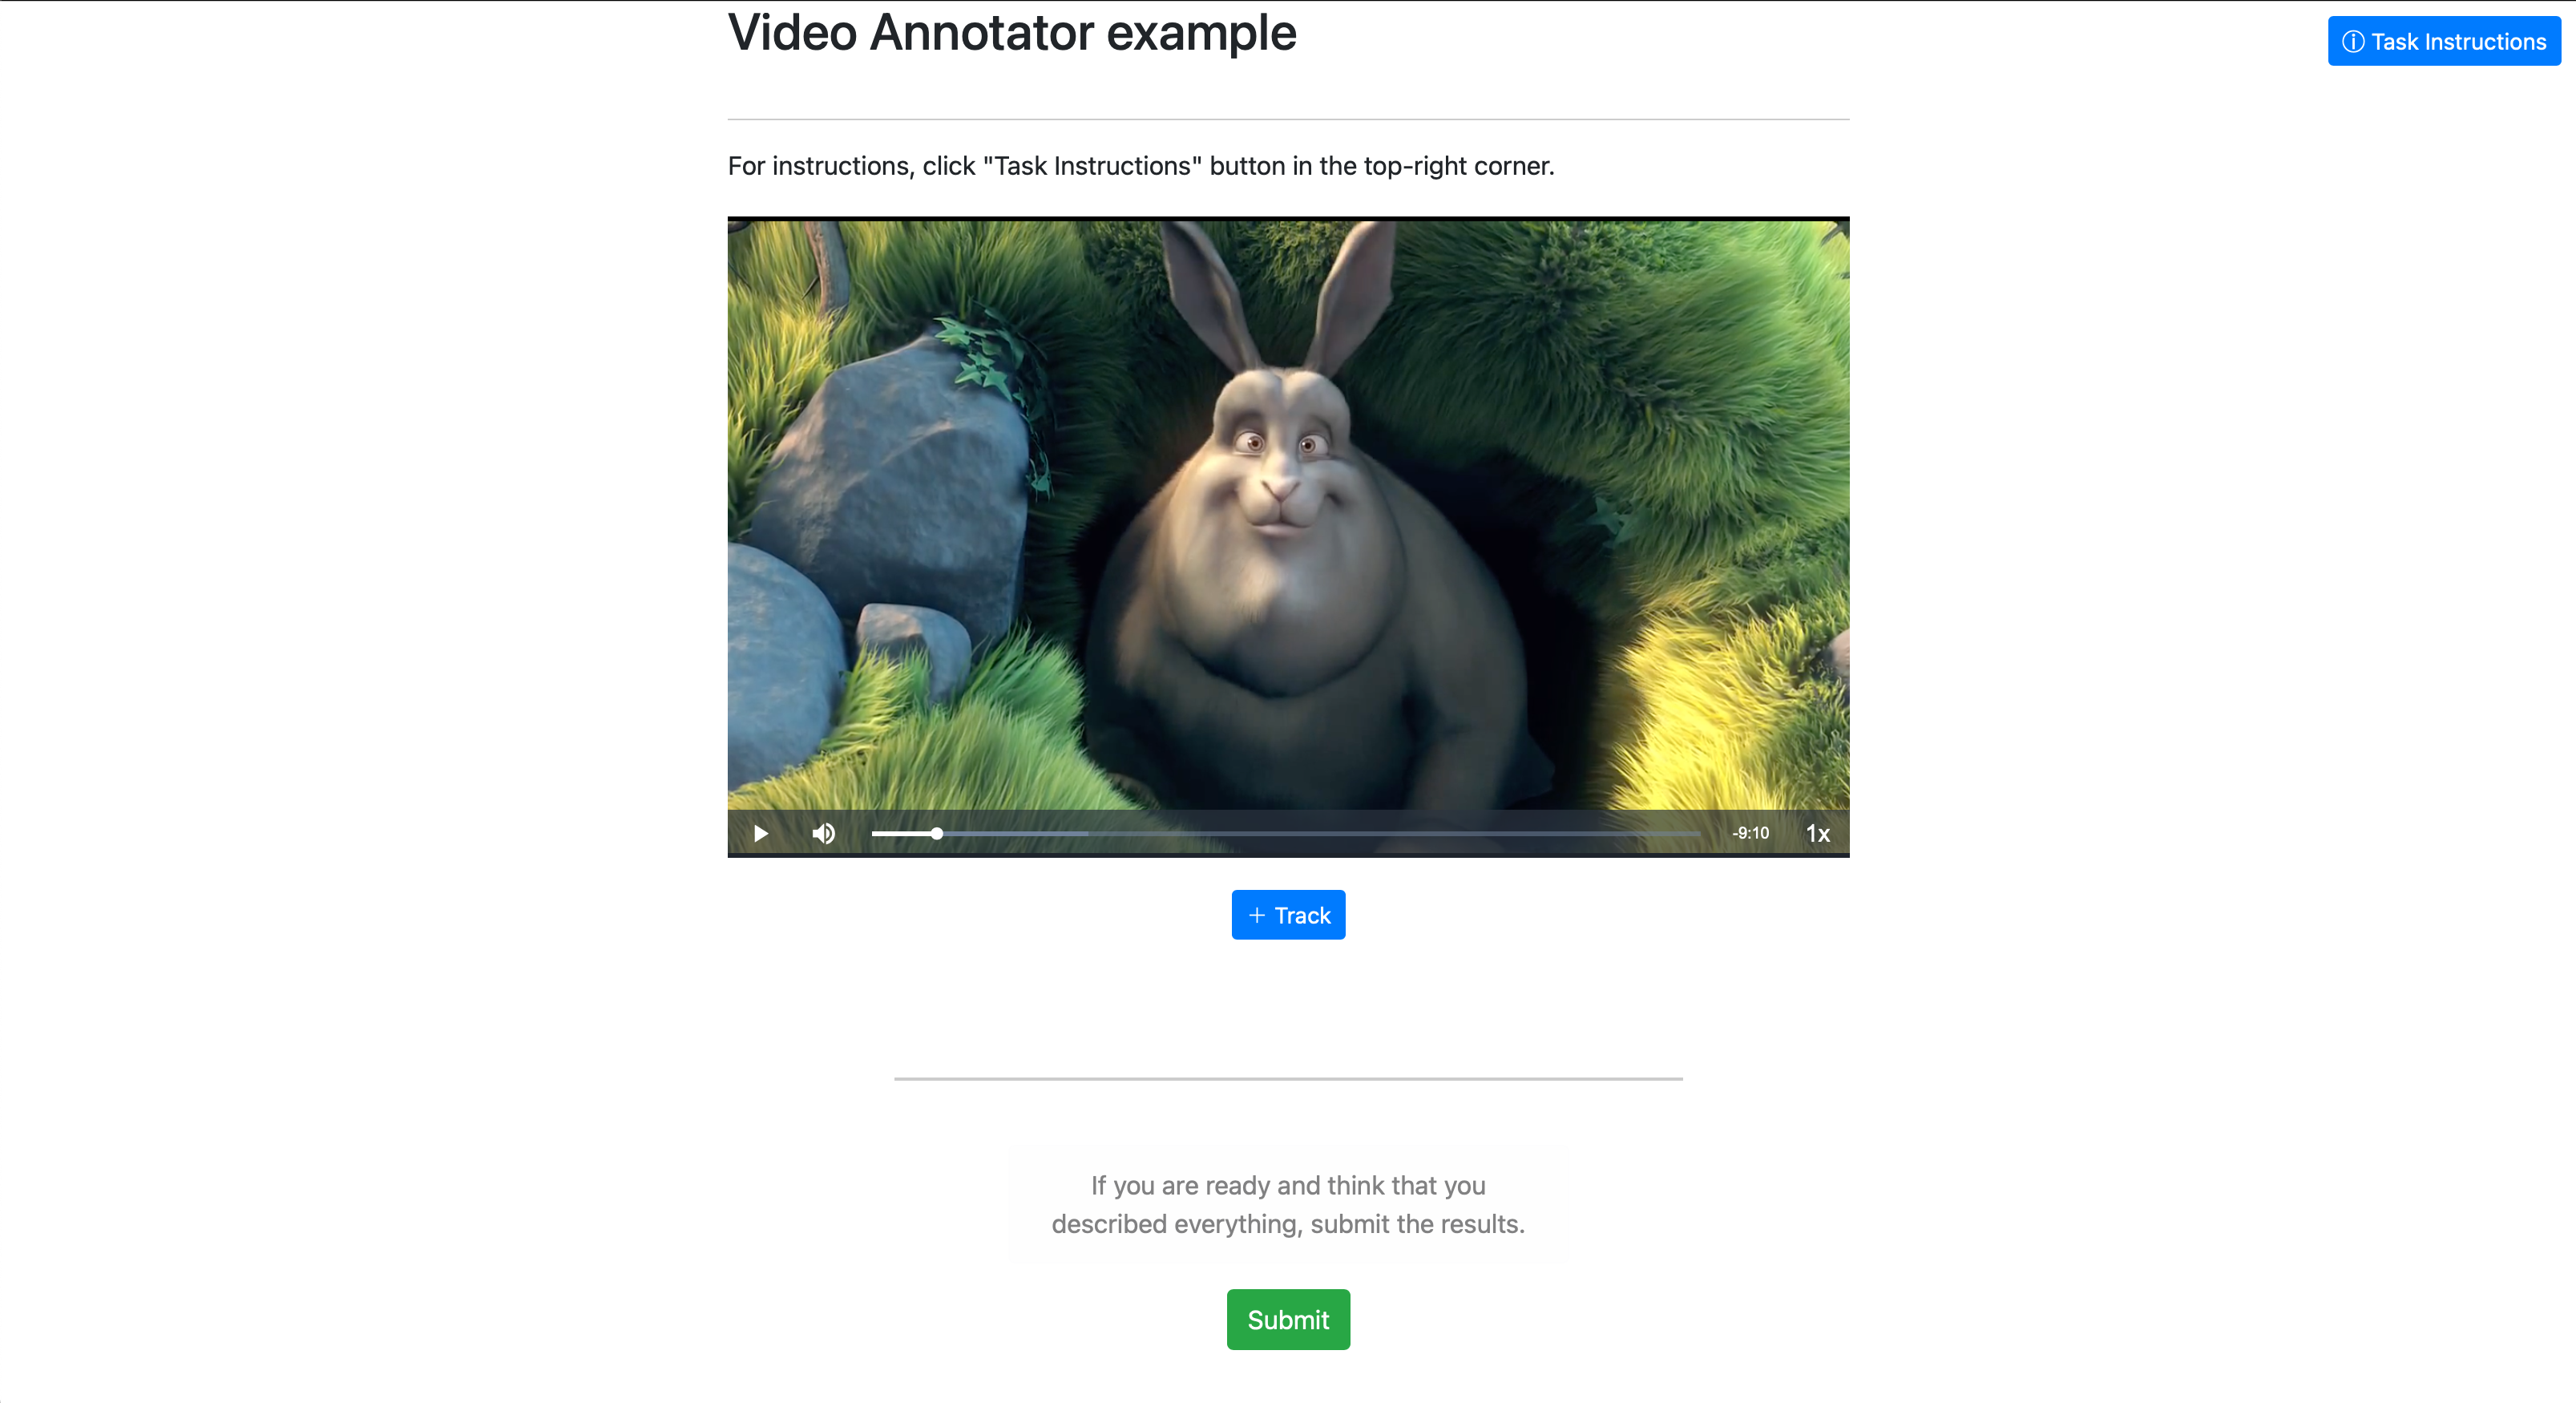 Video Annotator example
Task Instructions
For instructions, click "Task Instructions" button in the top-right corner.
-9:10
1x
+ Track
If you are ready and think that you
described everything, submit the results.
Submit